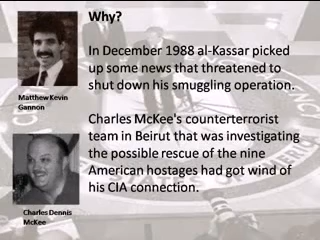 Why?
In December 1988 al-Kassar picked
up some news that threatened to
shut down his smuggling operation.
Matthew Kevin
Gannon
Charles McKee's counterterrorist
team in Beirut that was investigating
the possible rescue of the nine
American hostages had got wind of
his CIA connection.
Charles Dennis
McKee